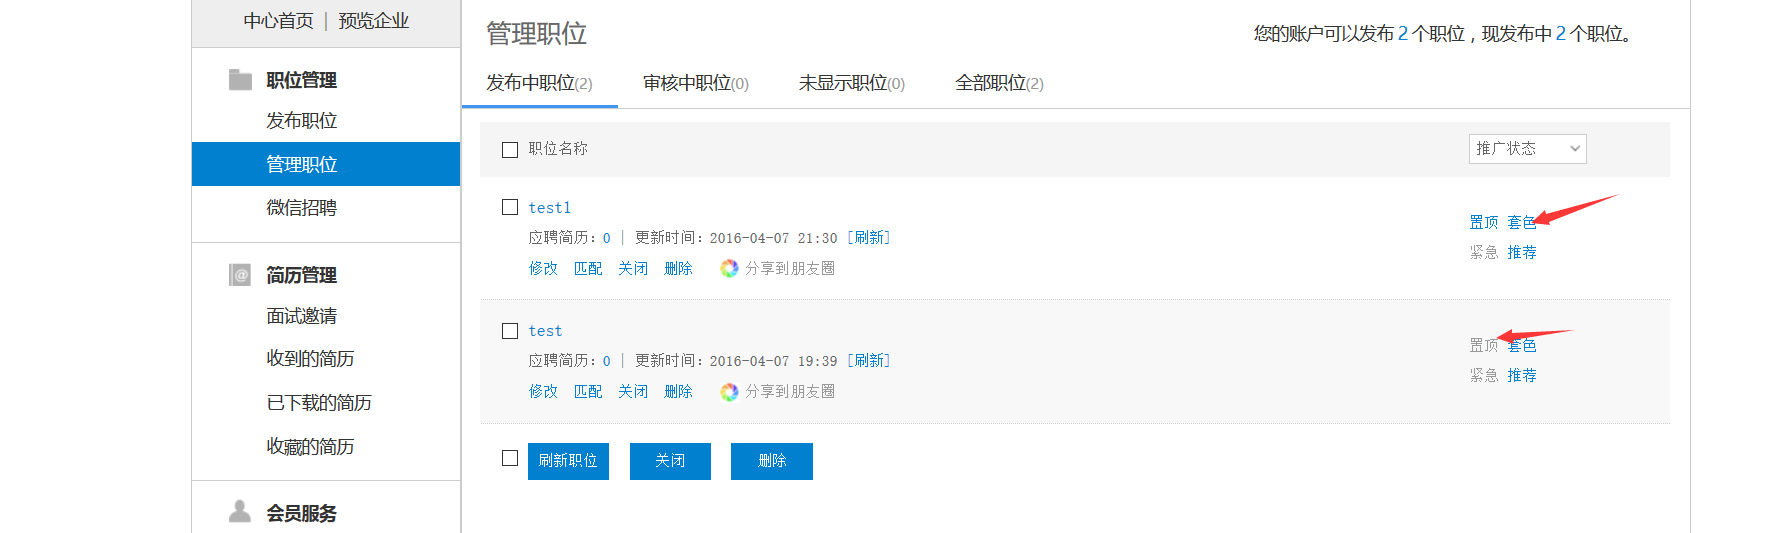 中心首页 | 预览企业
职位管理
发布职位
管理职位
微信招聘
简历管理
面试邀请
收到的简历
已下载的简历
收藏的简历
会员服务
管理职位
您的账户可以发布 2 个职位，现发布中 2 个职位。
发布中职位(2) 审核中职位(0) 未显示职位(0) 全部职位(2)
职位名称 推广状态
test1
应聘简历：0 | 更新时间：2016-04-07 21:30 [刷新]
修改 匹配 关闭 删除 分享到朋友圈
置顶 套色
紧急 推荐
test
应聘简历：0 | 更新时间：2016-04-07 19:39 [刷新]
修改 匹配 关闭 删除 分享到朋友圈
置顶 套色
紧急 推荐
刷新职位 关闭 删除